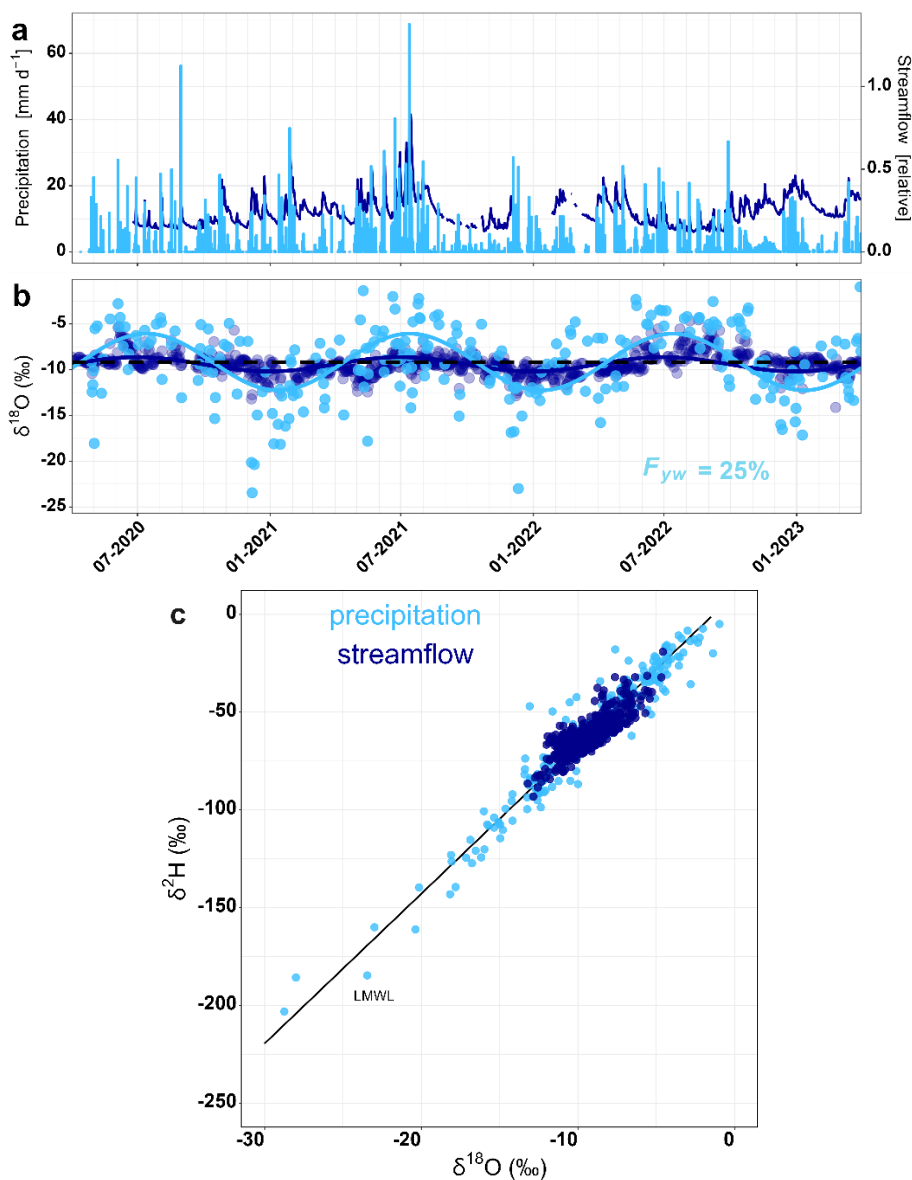 a
Precipitation [mm d⁻¹]
60
40
20
0
1.0
0.5
0.0
Streamflow [relative]
b
δ¹⁸O (‰)
-5
-10
-15
-20
-25
F_yw = 25%
07-2020
01-2021
07-2021
01-2022
07-2022
01-2023
c
precipitation
streamflow
δ²H (‰)
0
-50
-100
-150
-200
-250
LMWL
-30
-20
-10
0
δ¹⁸O (‰)